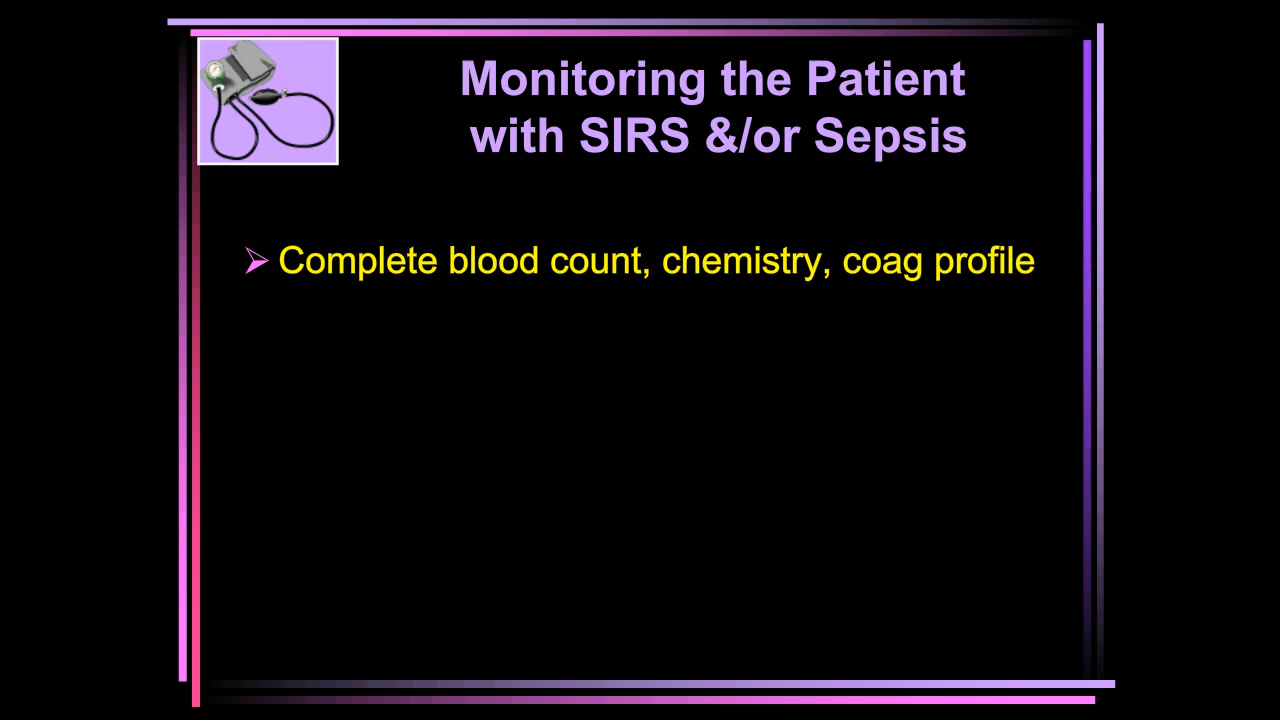 Monitoring the Patient
with SIRS &/or Sepsis
Complete blood count, chemistry, coag profile